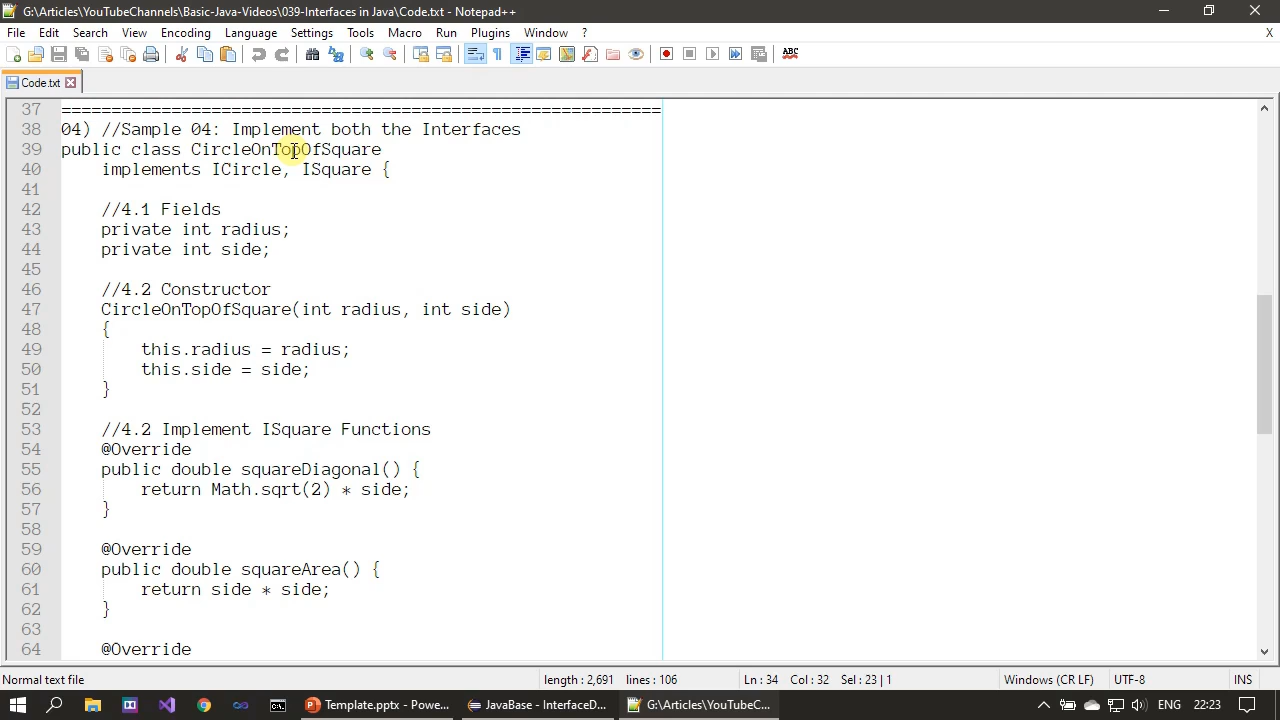 G:\Articles\YouTubeChannels\Basic-Java-Videos\039-Interfaces in Java\Code.txt - Notepad++
File Edit Search View Encoding Language Settings Tools Macro Run Plugins Window ? X
ABC
Code.txt
37 ============================================================
38 04) //Sample 04: Implement both the Interfaces
39 public class CircleOnTopOfSquare
40 implements ICircle, ISquare {
41
42 //4.1 Fields
43 private int radius;
44 private int side;
45
46 //4.2 Constructor
47 CircleOnTopOfSquare(int radius, int side)
48 {
49 this.radius = radius;
50 this.side = side;
51 }
52
53 //4.2 Implement ISquare Functions
54 @Override
55 public double squareDiagonal() {
56 return Math.sqrt(2) * side;
57 }
58
59 @Override
60 public double squareArea() {
61 return side * side;
62 }
63
64 @Override
Normal text file length : 2,691 lines : 106 Ln : 34 Col : 32 Sel : 23 | 1 Windows (CR LF) UTF-8 INS
Template.pptx - Powe... JavaBase - InterfaceD... G:\Articles\YouTubeC... ENG 22:23